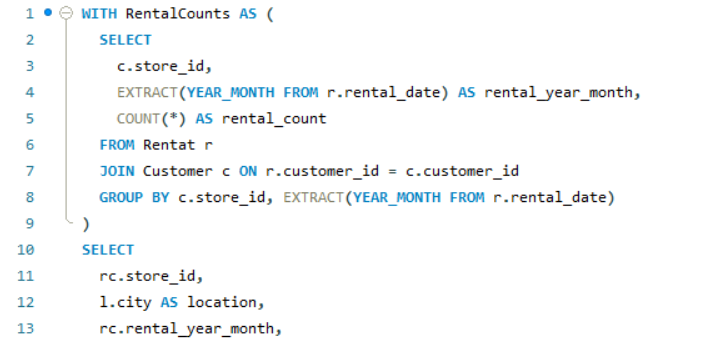 1 WITH RentalCounts AS (
2 SELECT
3 c.store_id,
4 EXTRACT(YEAR_MONTH FROM r.rental_date) AS rental_year_month,
5 COUNT(*) AS rental_count
6 FROM Rentat r
7 JOIN Customer c ON r.customer_id = c.customer_id
8 GROUP BY c.store_id, EXTRACT(YEAR_MONTH FROM r.rental_date)
9 )
10 SELECT
11 rc.store_id,
12 l.city AS location,
13 rc.rental_year_month,